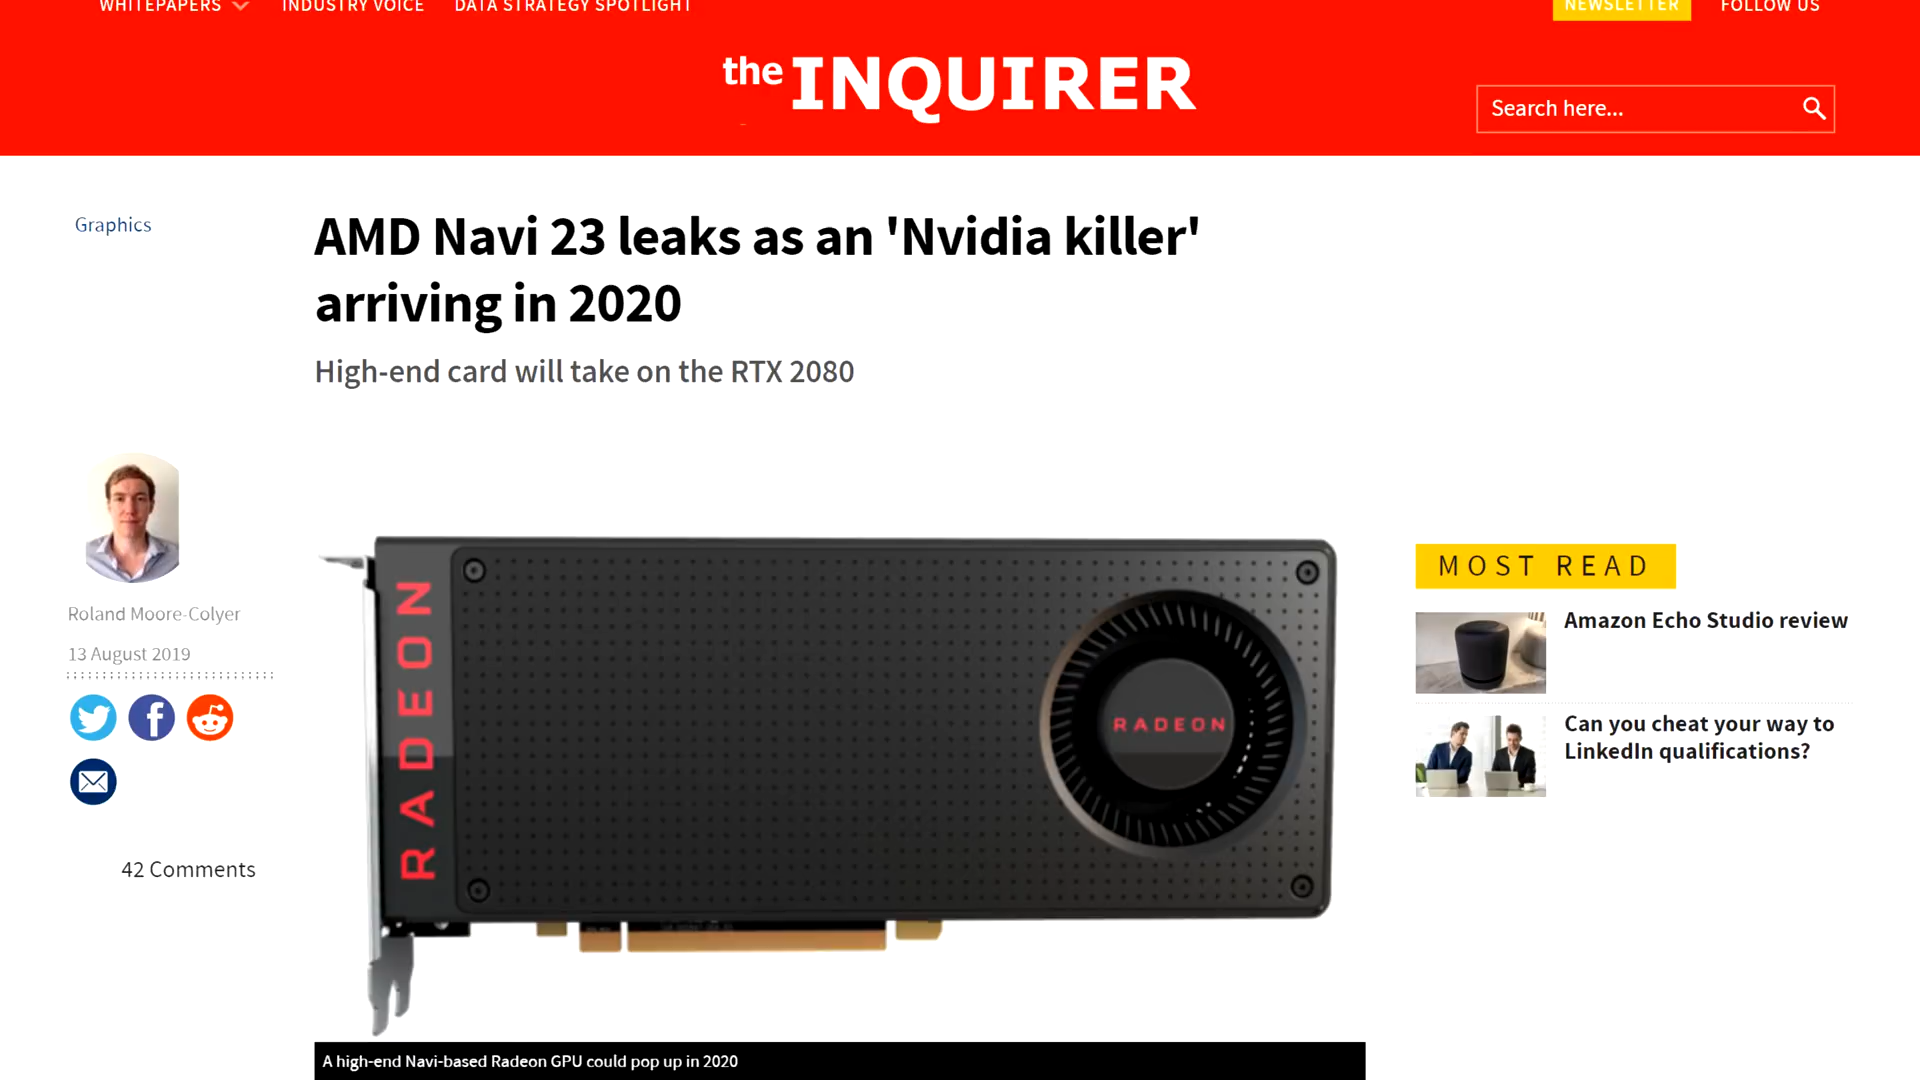 WHITEPAPERS
INDUSTRY VOICE
DATA STRATEGY SPOTLIGHT
NEWSLETTER
FOLLOW US
the INQUIRER
Search here...
Graphics
AMD Navi 23 leaks as an 'Nvidia killer'
arriving in 2020
High-end card will take on the RTX 2080
Roland Moore-Colyer
13 August 2019
42 Comments
RADEON
RADEON
MOST READ
Amazon Echo Studio review
Can you cheat your way to
LinkedIn qualifications?
A high-end Navi-based Radeon GPU could pop up in 2020